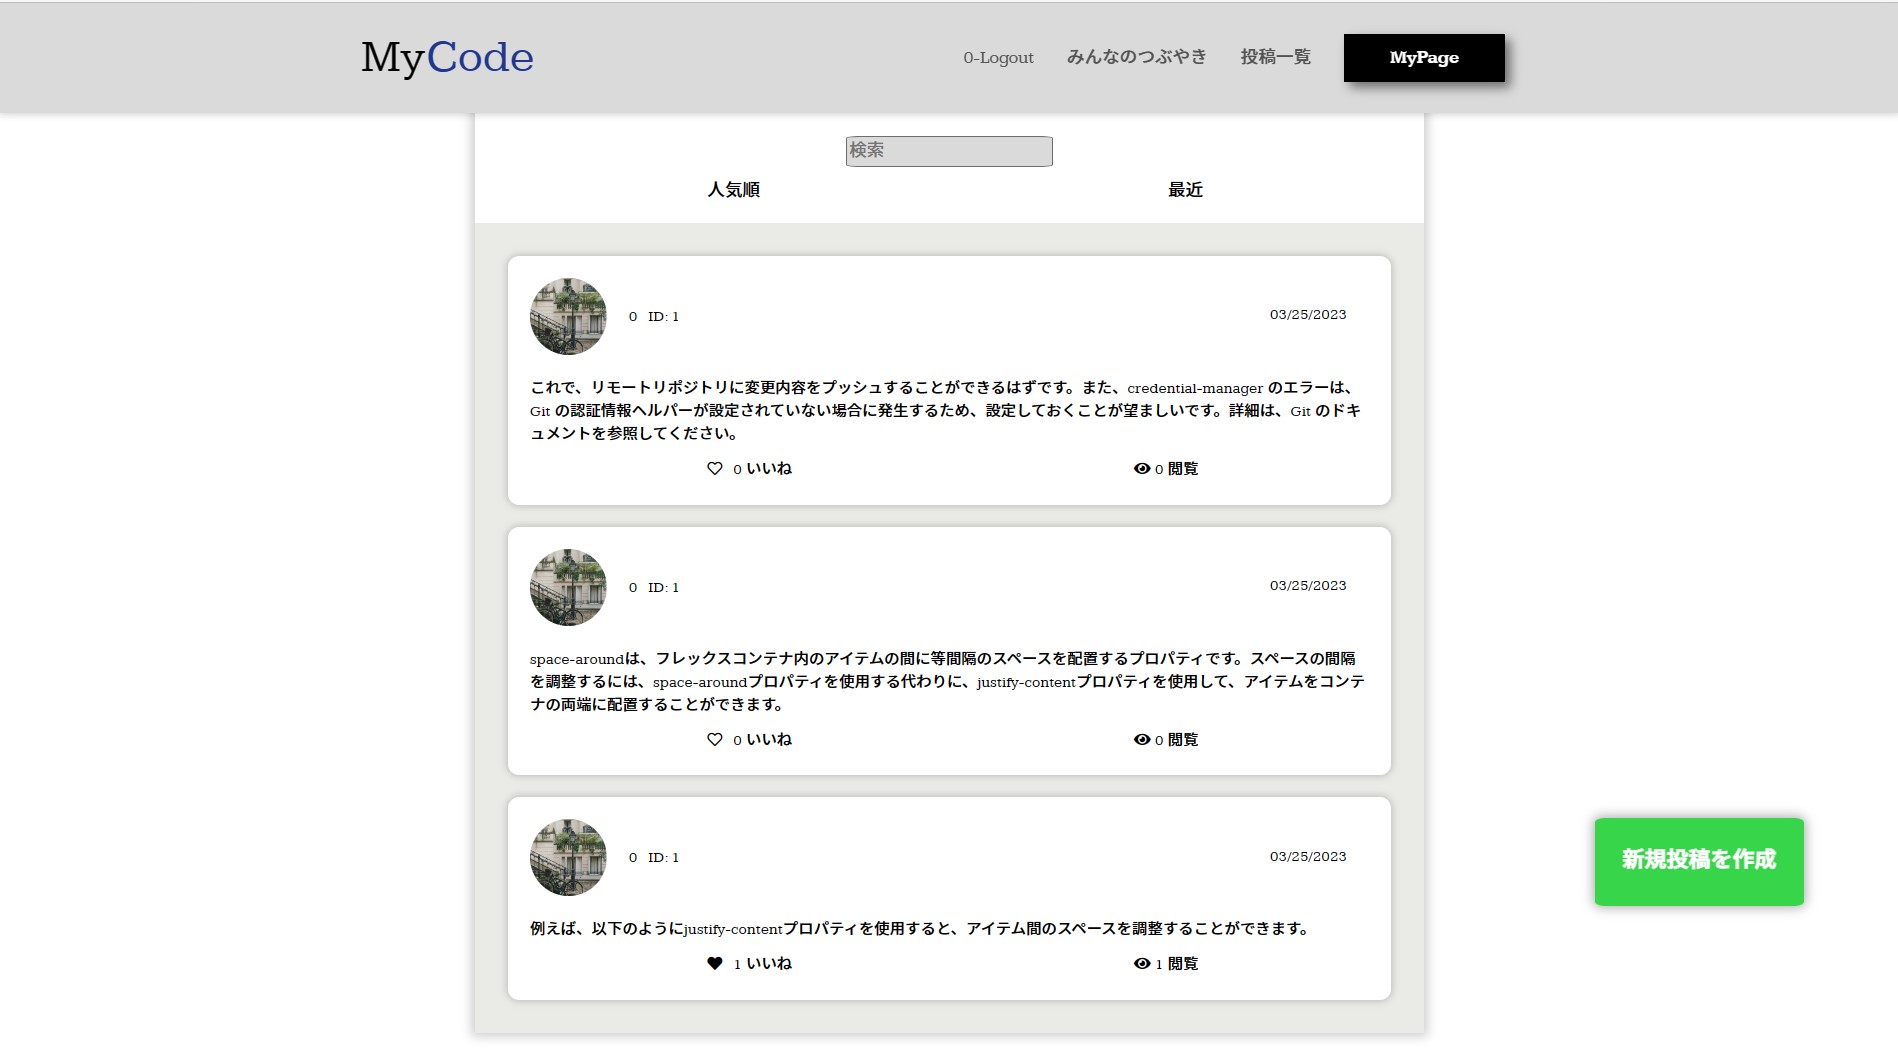 MyCode
0-Logout みんなのつぶやき 投稿一覧 MyPage
検索
人気順 最近
0 ID: 1 03/25/2023
これで、リモートリポジトリに変更内容をプッシュすることができるはずです。また、credential-manager のエラーは、
Git の認証情報ヘルパーが設定されていない場合に発生するため、設定しておくことが望ましいです。詳細は、Git のドキ
ュメントを参照してください。
0 いいね 0 閲覧
0 ID: 1 03/25/2023
space-aroundは、フレックスコンテナ内のアイテムの間に等間隔のスペースを配置するプロパティです。スペースの間隔
を調整するには、space-aroundプロパティを使用する代わりに、justify-contentプロパティを使用して、アイテムをコンテ
ナの両端に配置することができます。
0 いいね 0 閲覧
0 ID: 1 03/25/2023
例えば、以下のようにjustify-contentプロパティを使用すると、アイテム間のスペースを調整することができます。
1 いいね 1 閲覧
新規投稿を作成